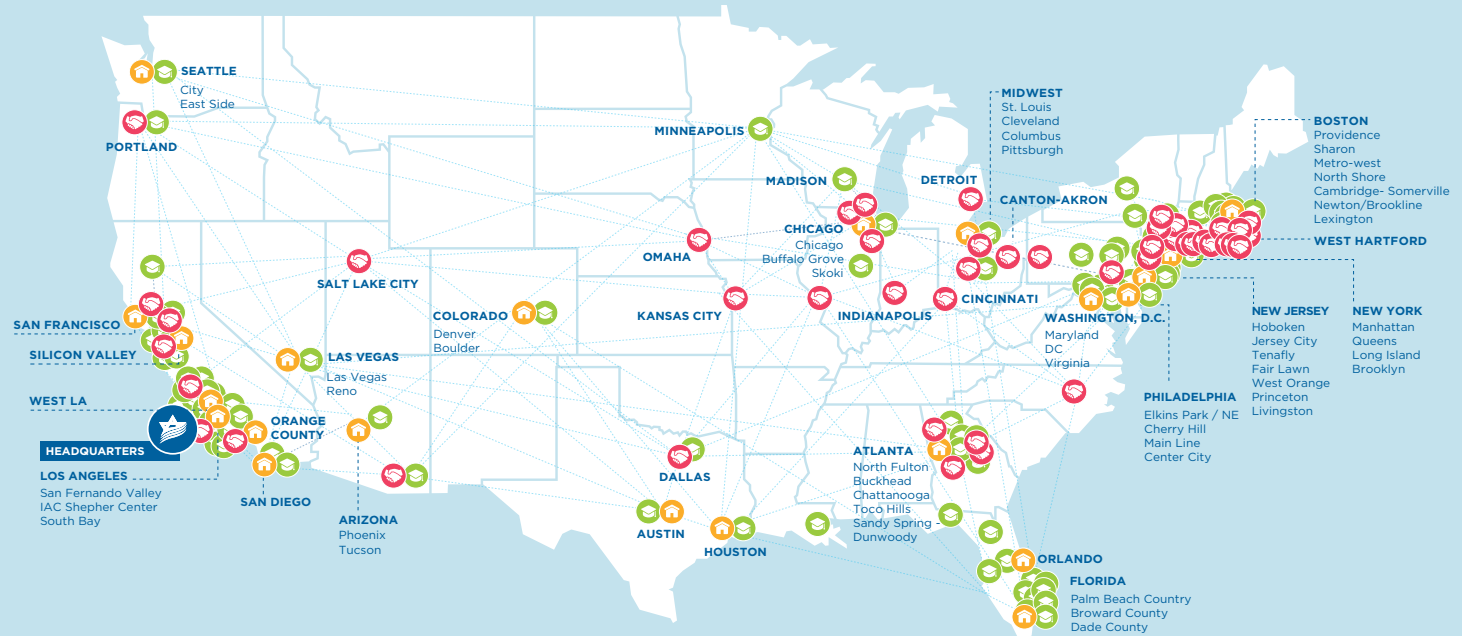 SEATTLE
City
East Side
PORTLAND
SAN FRANCISCO
SILICON VALLEY
WEST LA
HEADQUARTERS
LOS ANGELES
San Fernando Valley
IAC Shepher Center
South Bay
ORANGE
COUNTY
SAN DIEGO
LAS VEGAS
Las Vegas
Reno
SALT LAKE CITY
ARIZONA
Phoenix
Tucson
COLORADO
Denver
Boulder
MINNEAPOLIS
MADISON
OMAHA
KANSAS CITY
CHICAGO
Chicago
Buffalo Grove
Skoki
INDIANAPOLIS
CINCINNATI
DETROIT
MIDWEST
St. Louis
Cleveland
Columbus
Pittsburgh
CANTON-AKRON
DALLAS
AUSTIN
HOUSTON
ATLANTA
North Fulton
Buckhead
Chattanooga
Toco Hills
Sandy Spring -
Dunwoody
ORLANDO
FLORIDA
Palm Beach Country
Broward County
Dade County
WASHINGTON, D.C.
Maryland
DC
Virginia
PHILADELPHIA
Elkins Park / NE
Cherry Hill
Main Line
Center City
NEW JERSEY
Hoboken
Jersey City
Tenafly
Fair Lawn
West Orange
Princeton
Livingston
NEW YORK
Manhattan
Queens
Long Island
Brooklyn
WEST HARTFORD
BOSTON
Providence
Sharon
Metro-west
North Shore
Cambridge- Somerville
Newton/Brookline
Lexington